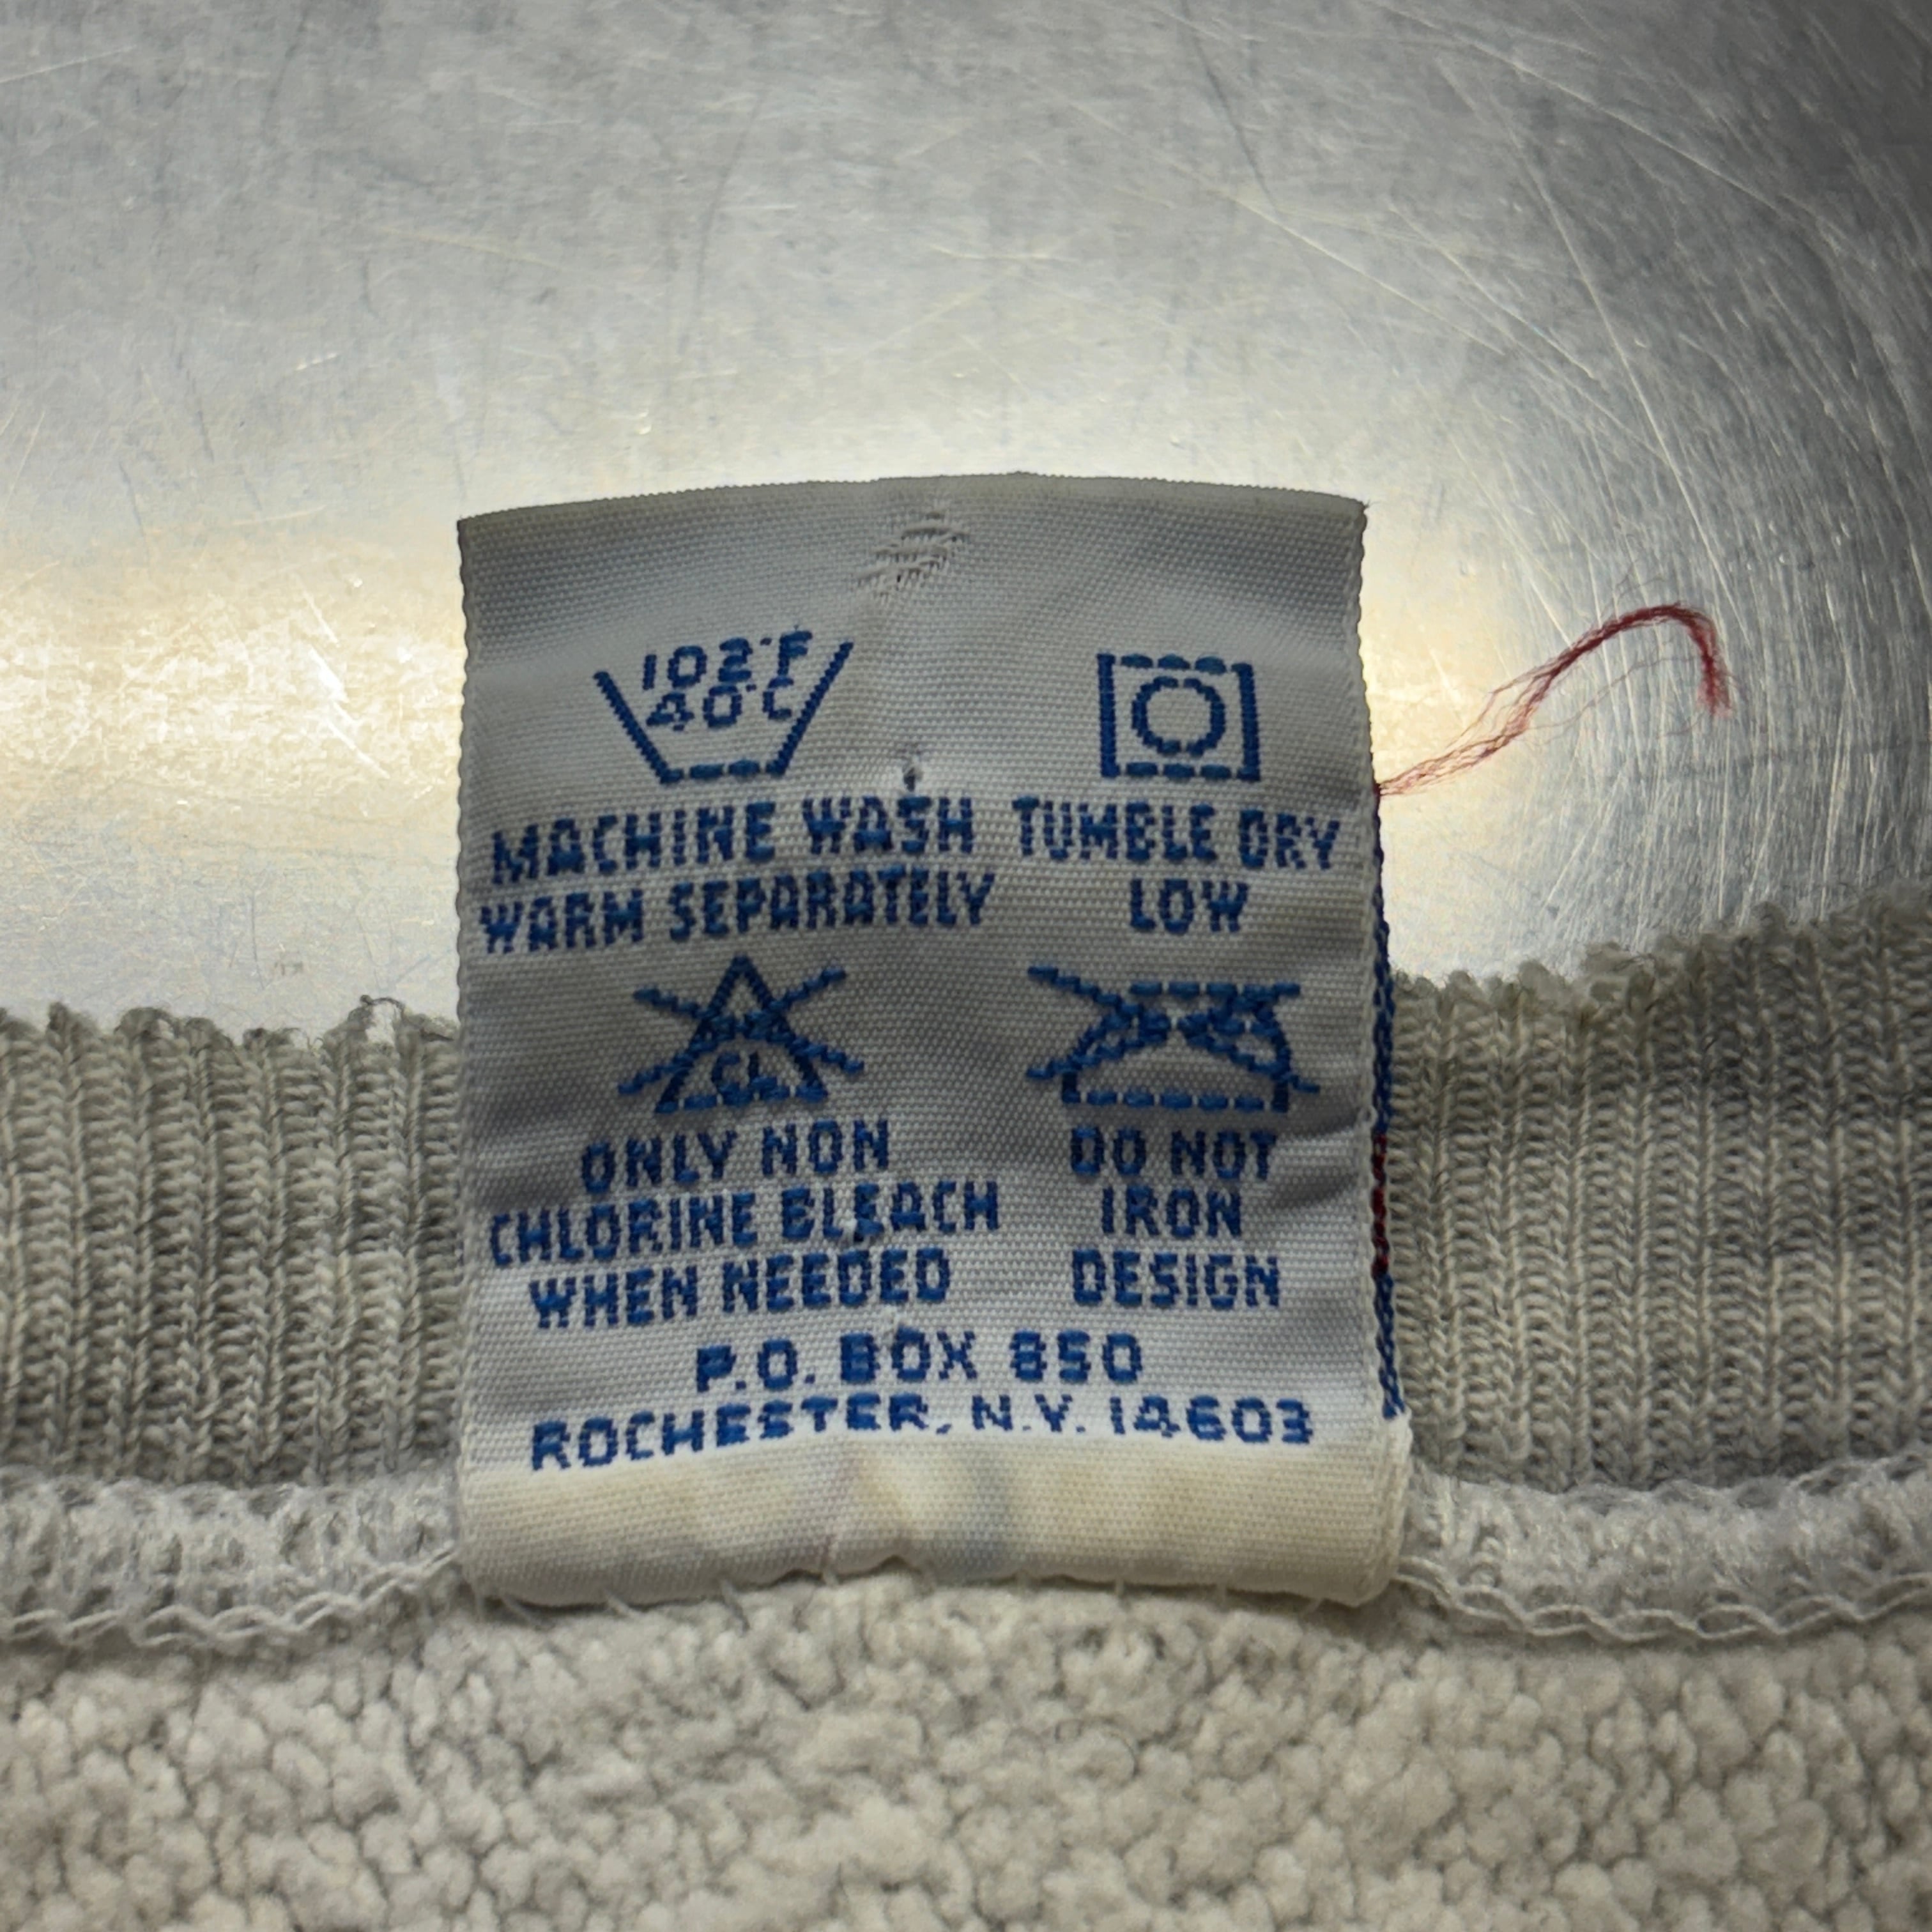 102°F
40°C
MACHINE WASH
WARM SEPARATELY
TUMBLE DRY
LOW
CL
ONLY NON
CHLORINE BLEACH
WHEN NEEDED
DO NOT
IRON
DESIGN
P.O. BOX 850
ROCHESTER, N.Y. 14603